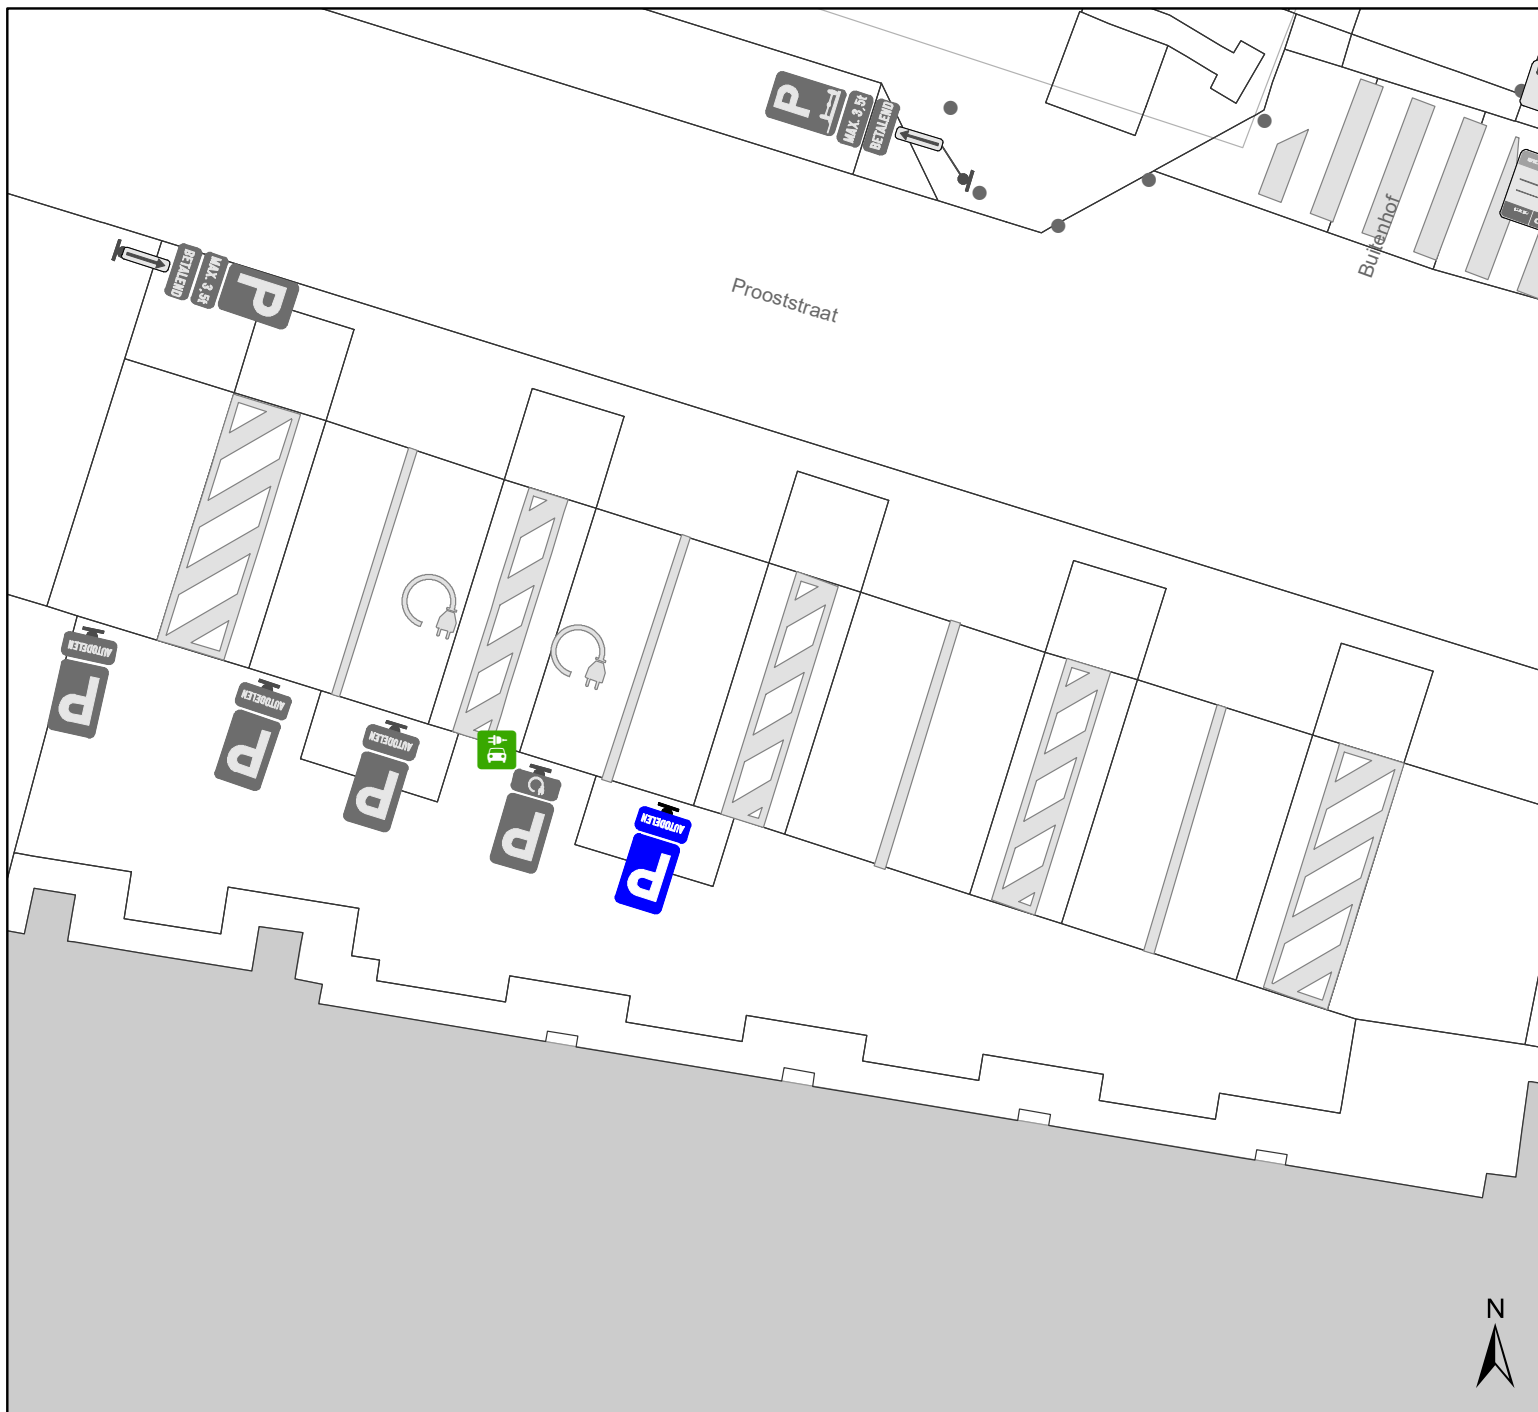 P
MAX. 3,5t
BETALEND
Buitenhof
BETALEND
MAX. 3,5t
P
Prooststraat
AUTODELEN
P
AUTODELEN
P
AUTODELEN
P
P
AUTODELEN
P
N